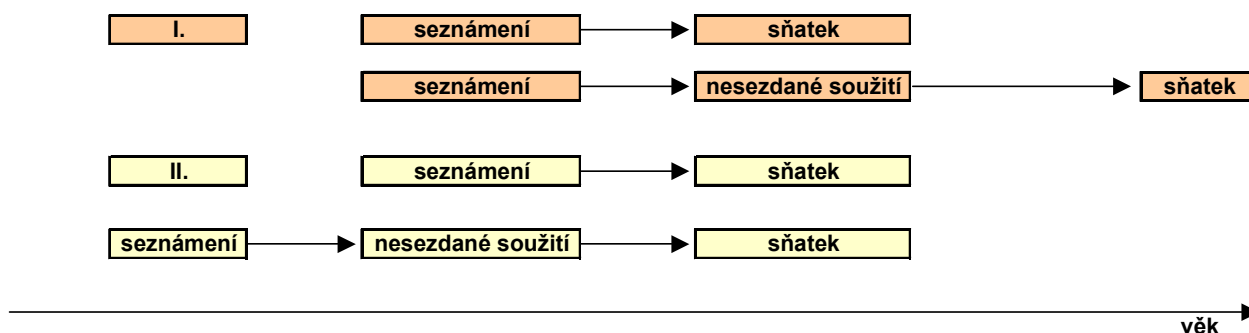 I. seznámení sňatek
seznámení nesezdané soužití sňatek
II. seznámení sňatek
seznámení nesezdané soužití sňatek
věk